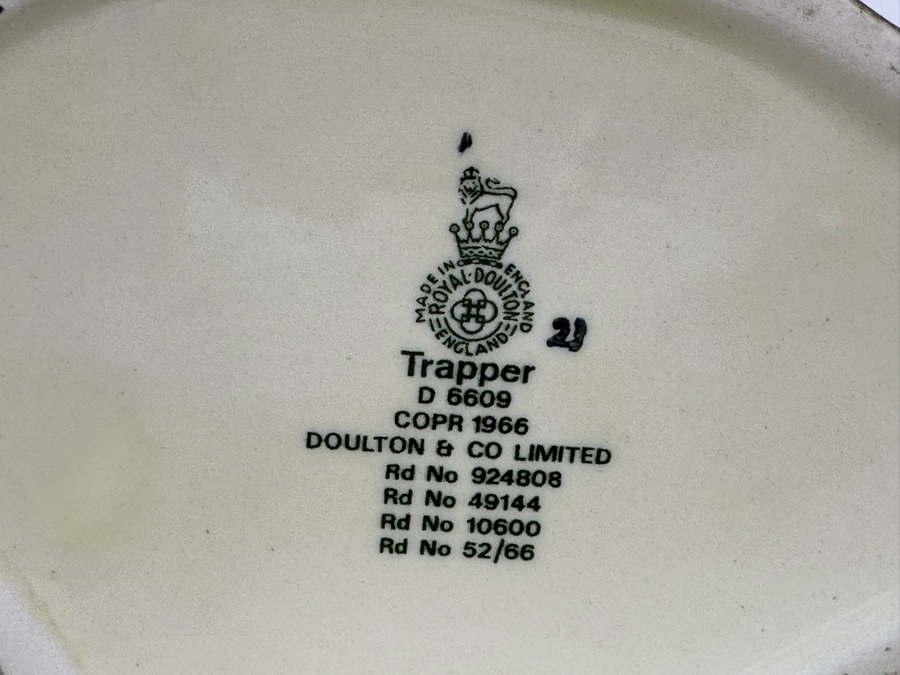 MADE IN ENGLAND
ROYAL·DOULTON
ENGLAND
23
Trapper
D 6609
COPR 1966
DOULTON & CO LIMITED
Rd No 924808
Rd No 49144
Rd No 10600
Rd No 52/66